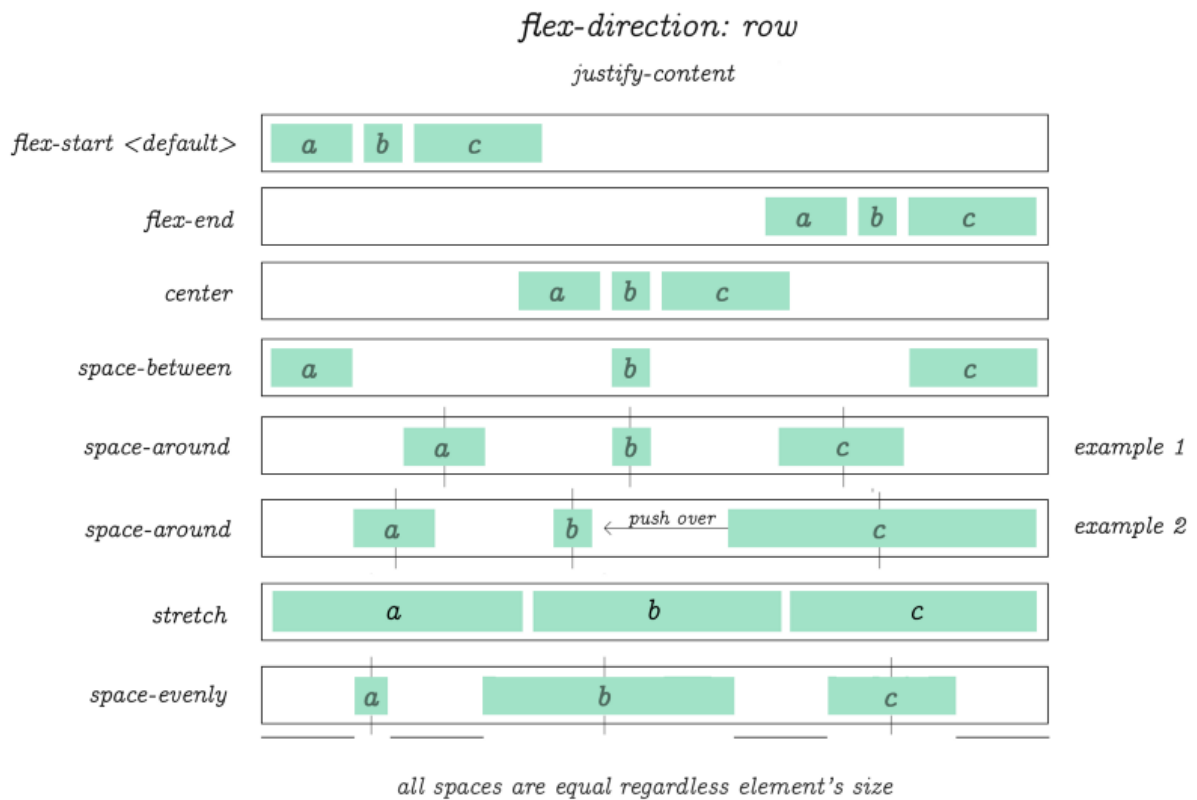 flex-direction: row
justify-content
flex-start <default> a b c
flex-end a b c
center a b c
space-between a b c
space-around a b c example 1
space-around a b push over c example 2
stretch a b c
space-evenly a b c
all spaces are equal regardless element's size